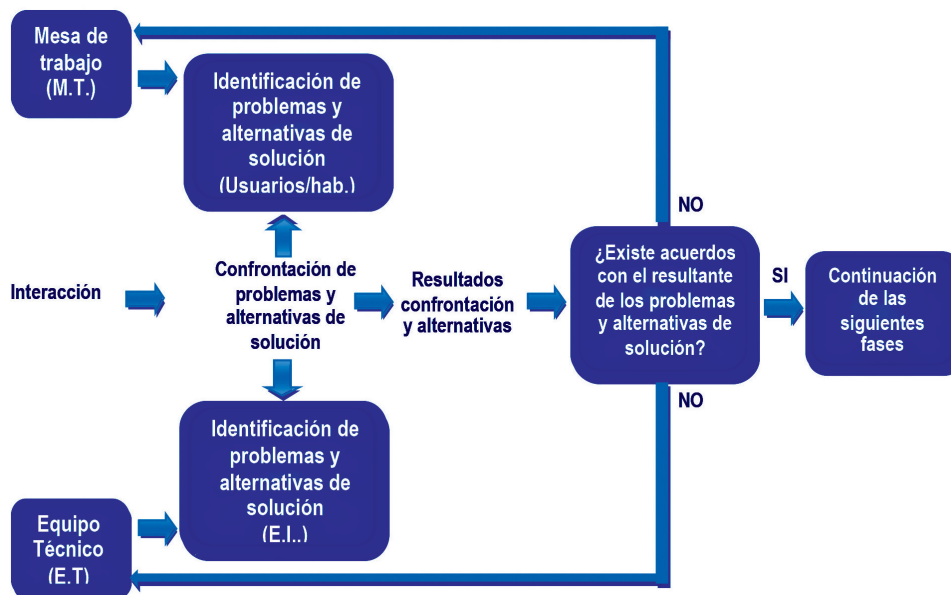 Mesa de
trabajo
(M.T.)
Identificación de
problemas y
alternativas de
solución
(Usuarios/hab.)
NO
Interacción
Confrontación de
problemas y
alternativas de
solución
Resultados
confrontación
y alternativas
¿Existe acuerdos
con el resultante
de los problemas
y alternativas de
solución?
SI
Continuación
de las
siguientes
fases
NO
Identificación de
problemas y
alternativas de
solución
(E.I..)
Equipo
Técnico
(E.T)